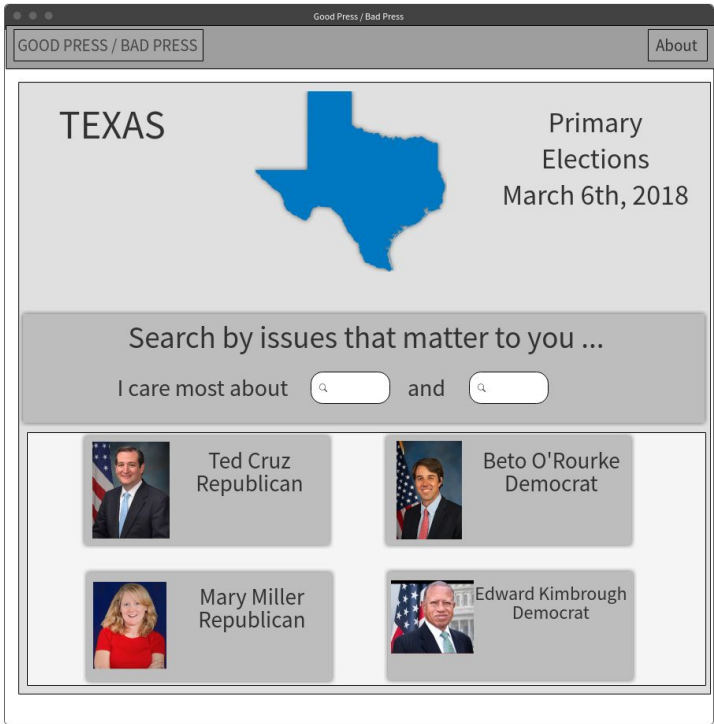 Good Press / Bad Press
GOOD PRESS / BAD PRESS
About
TEXAS
Primary
Elections
March 6th, 2018
Search by issues that matter to you ...
I care most about and
Ted Cruz
Republican
Beto O'Rourke
Democrat
Mary Miller
Republican
Edward Kimbrough
Democrat